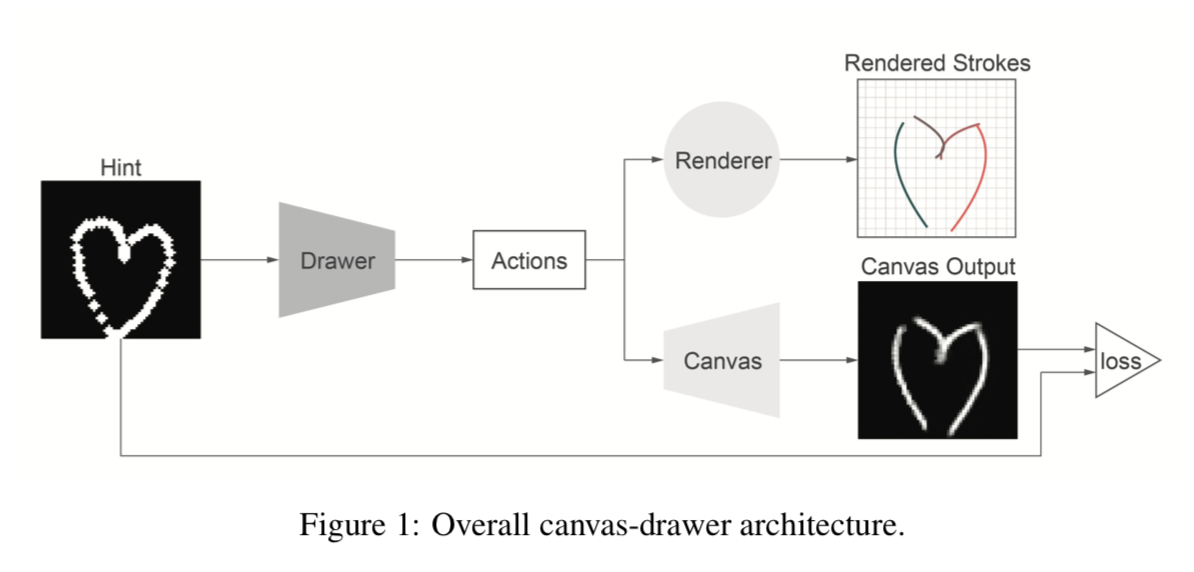 Rendered Strokes
Hint
Renderer
Drawer
Actions
Canvas Output
Canvas
loss
Figure 1: Overall canvas-drawer architecture.